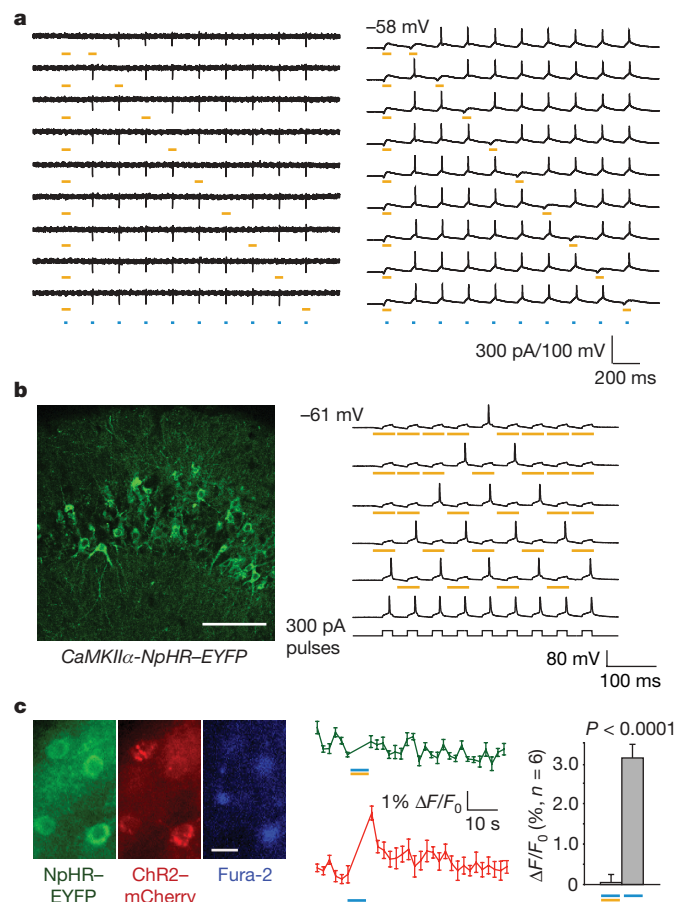 a
–58 mV
300 pA/100 mV
200 ms
b
–61 mV
300 pA
pulses
CaMKIIα-NpHR–EYFP
80 mV
100 ms
c
P < 0.0001
1% ΔF/F0
10 s
ΔF/F0 (%, n = 6)
3.0
2.0
1.0
0
NpHR–
EYFP
ChR2–
mCherry
Fura-2